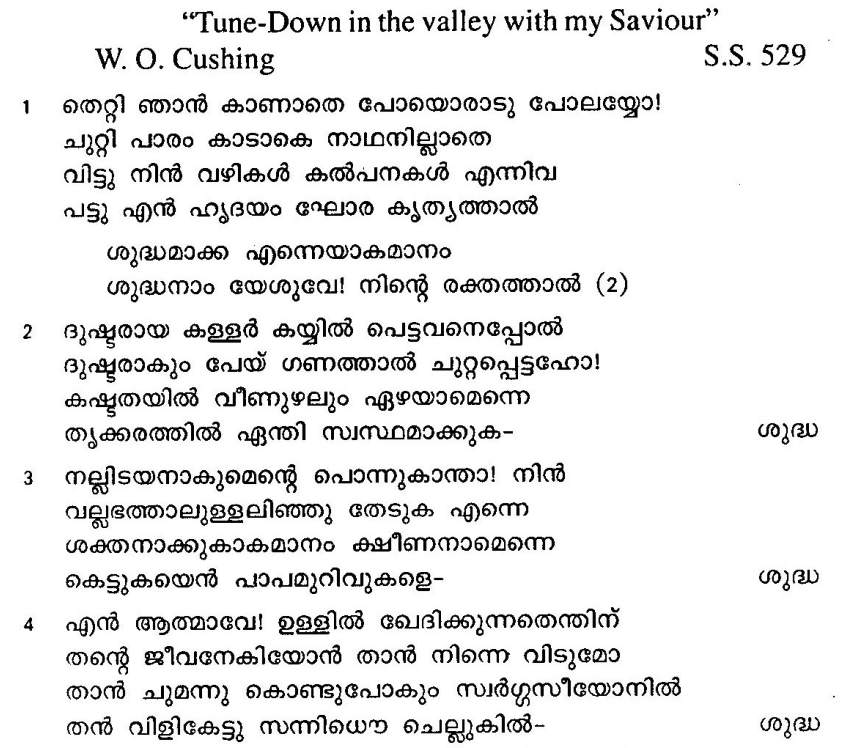 “Tune-Down in the valley with my Saviour”
W. O. Cushing S.S. 529
1 തെറ്റി ഞാൻ കാണാതെ പോയൊരാടു പോലയ്യോ!
ചുറ്റി പാരം കാടാകെ നാഥനില്ലാതെ
വിട്ടു നിൻ വഴികൾ കൽപനകൾ എന്നിവ
പട്ടു എൻ ഹൃദയം ഘോര കൃത്യത്താൽ
ശുദ്ധമാക്ക എന്നെയാകമാനം
ശുദ്ധനാം യേശുവേ! നിന്റെ രക്തത്താൽ (2)
2 ദുഷ്ടരായ കള്ളർ കയ്യിൽ പെട്ടവനെപ്പോൽ
ദുഷ്ടരാകും പേയ് ഗണത്താൽ ചുറ്റപ്പെട്ടഹോ!
കഷ്ടതയിൽ വീണുഴലും ഏഴയാമെന്നെ
തൃക്കരത്തിൽ ഏന്തി സ്വസ്ഥമാക്കുക– ശുദ്ധ
3 നല്ലിടയനാകുമെന്റെ പൊന്നുകാന്താ! നിൻ
വല്ലഭത്താലുള്ളലിഞ്ഞു തേടുക എന്നെ
ശക്തനാക്കുകാകമാനം ക്ഷീണനാമെന്നെ
കെട്ടുകയെൻ പാപമുറിവുകളെ– ശുദ്ധ
4 എൻ ആത്മാവേ! ഉള്ളിൽ ഖേദിക്കുന്നതെന്തിന്
തന്റെ ജീവനേകിയോൻ താൻ നിന്നെ വിടുമോ
താൻ ചുമന്നു കൊണ്ടുപോകും സ്വർഗ്ഗസീയോനിൽ
തൻ വിളികേട്ടു സന്നിധൌ ചെല്ലുകിൽ– ശുദ്ധ